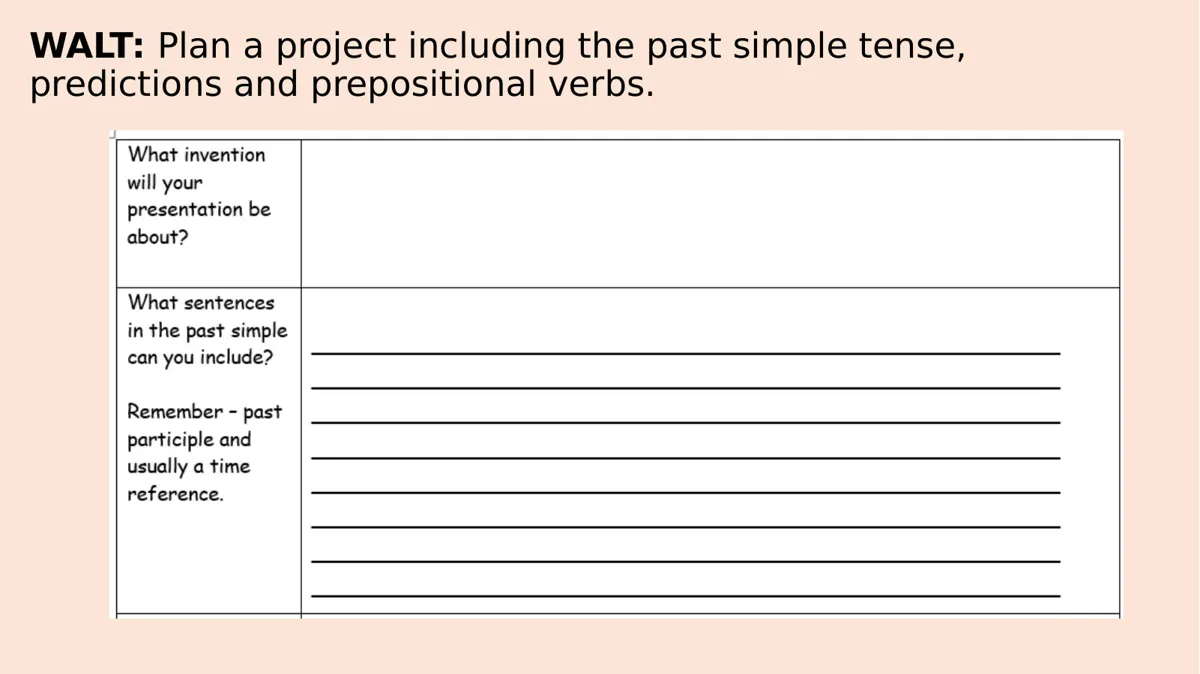 WALT: Plan a project including the past simple tense,
predictions and prepositional verbs.
What invention
will your
presentation be
about?
What sentences
in the past simple
can you include?
Remember – past
participle and
usually a time
reference.